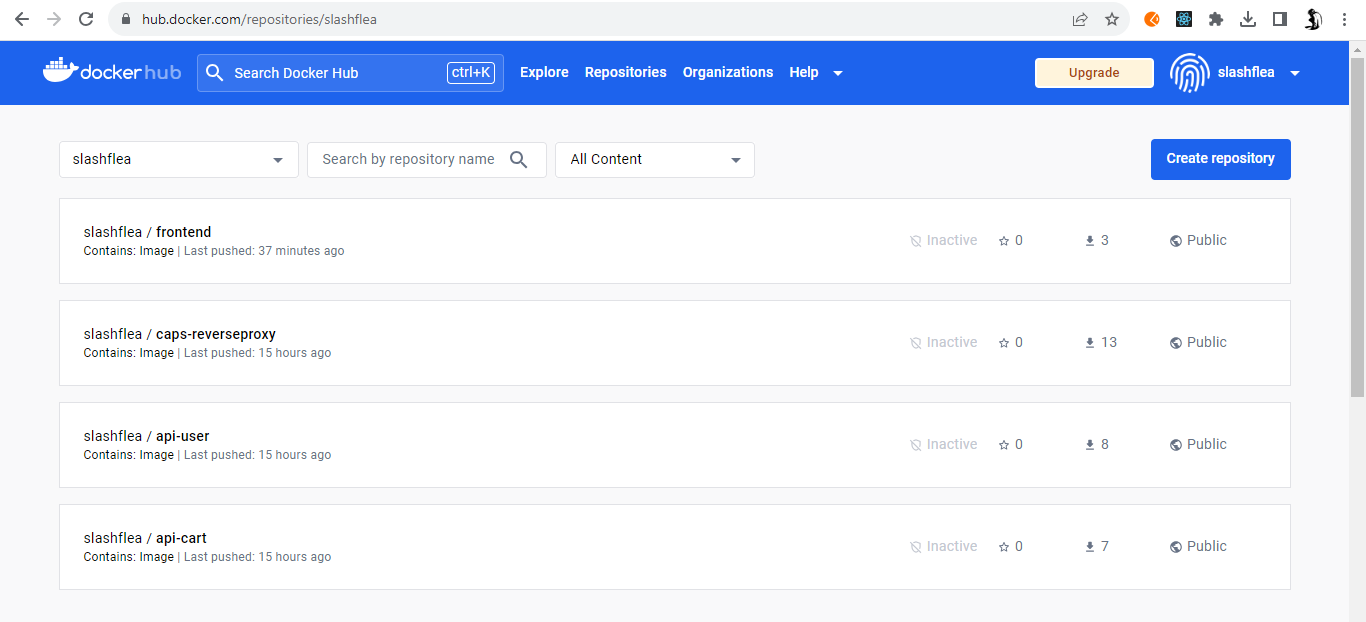 hub.docker.com/repositories/slashflea
docker hub
Search Docker Hub
ctrl+K
Explore
Repositories
Organizations
Help
Upgrade
slashflea
slashflea
Search by repository name
All Content
Create repository
slashflea / frontend
Contains: Image | Last pushed: 37 minutes ago
Inactive
0
3
Public
slashflea / caps-reverseproxy
Contains: Image | Last pushed: 15 hours ago
Inactive
0
13
Public
slashflea / api-user
Contains: Image | Last pushed: 15 hours ago
Inactive
0
8
Public
slashflea / api-cart
Contains: Image | Last pushed: 15 hours ago
Inactive
0
7
Public